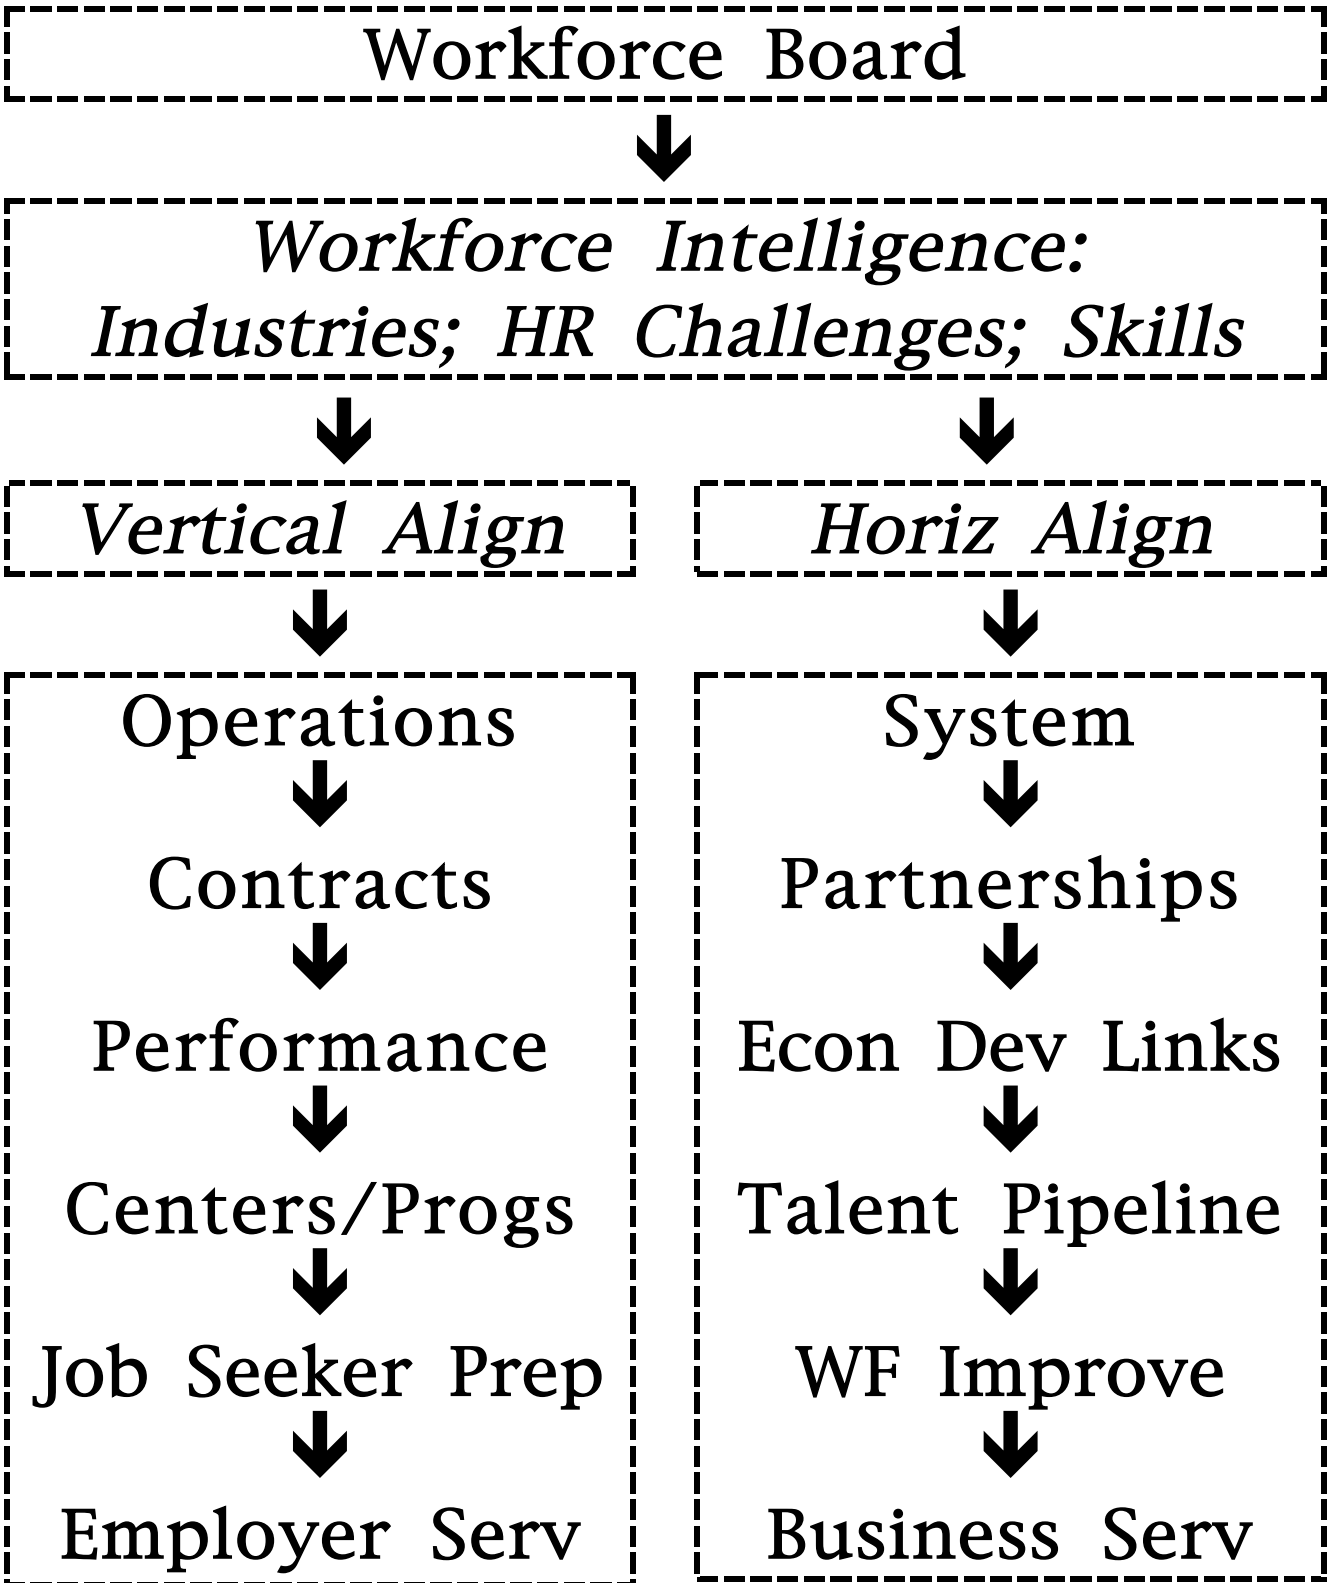 Workforce Board
Workforce Intelligence:
Industries; HR Challenges; Skills
Vertical Align
Horiz Align
Operations
Contracts
Performance
Centers/Progs
Job Seeker Prep
Employer Serv
System
Partnerships
Econ Dev Links
Talent Pipeline
WF Improve
Business Serv